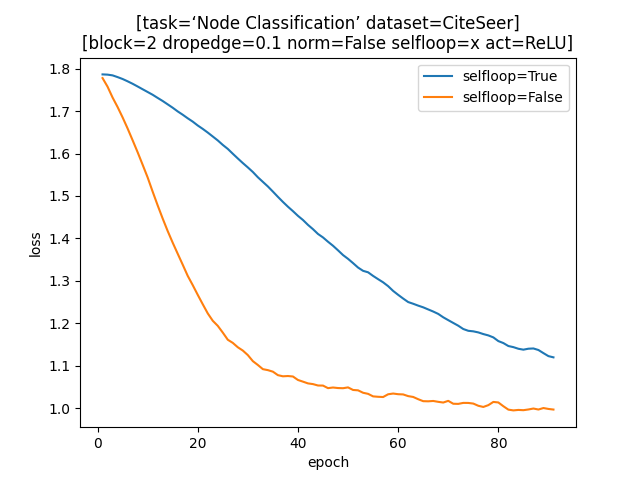 [task=‘Node Classification’ dataset=CiteSeer]
[block=2 dropedge=0.1 norm=False selfloop=x act=ReLU]
selfloop=True
selfloop=False
loss
1.8
1.7
1.6
1.5
1.4
1.3
1.2
1.1
1.0
0 20 40 60 80
epoch